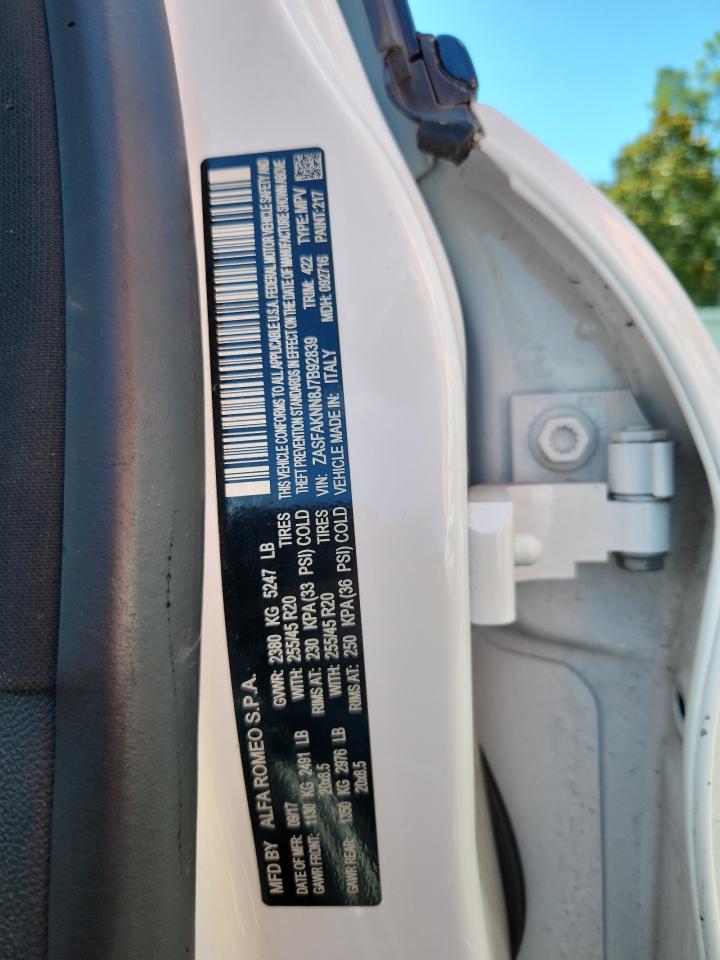 MFD BY ALFA ROMEO S.P.A.
DATE OF MFR: 09/17 GVWR: 2380 KG 5247 LB
GAWR FRONT: 1130 KG 2491 LB WITH: 255/45 R20 TIRES
20x8.5 RIMS AT: 230 KPA(33 PSI) COLD
GAWR REAR: 1350 KG 2976 LB WITH: 255/45 R20 TIRES
20x8.5 RIMS AT: 250 KPA(36 PSI) COLD
THIS VEHICLE CONFORMS TO ALL APPLICABLE U.S.A. FEDERAL MOTOR VEHICLE SAFETY AND
THEFT PREVENTION STANDARDS IN EFFECT ON THE DATE OF MANUFACTURE SHOWN ABOVE
VIN: ZASFAKNN8J7B92839 TRIM: 422 TYPE:MPV
VEHICLE MADE IN: ITALY MDH: 092716 PAINT:217